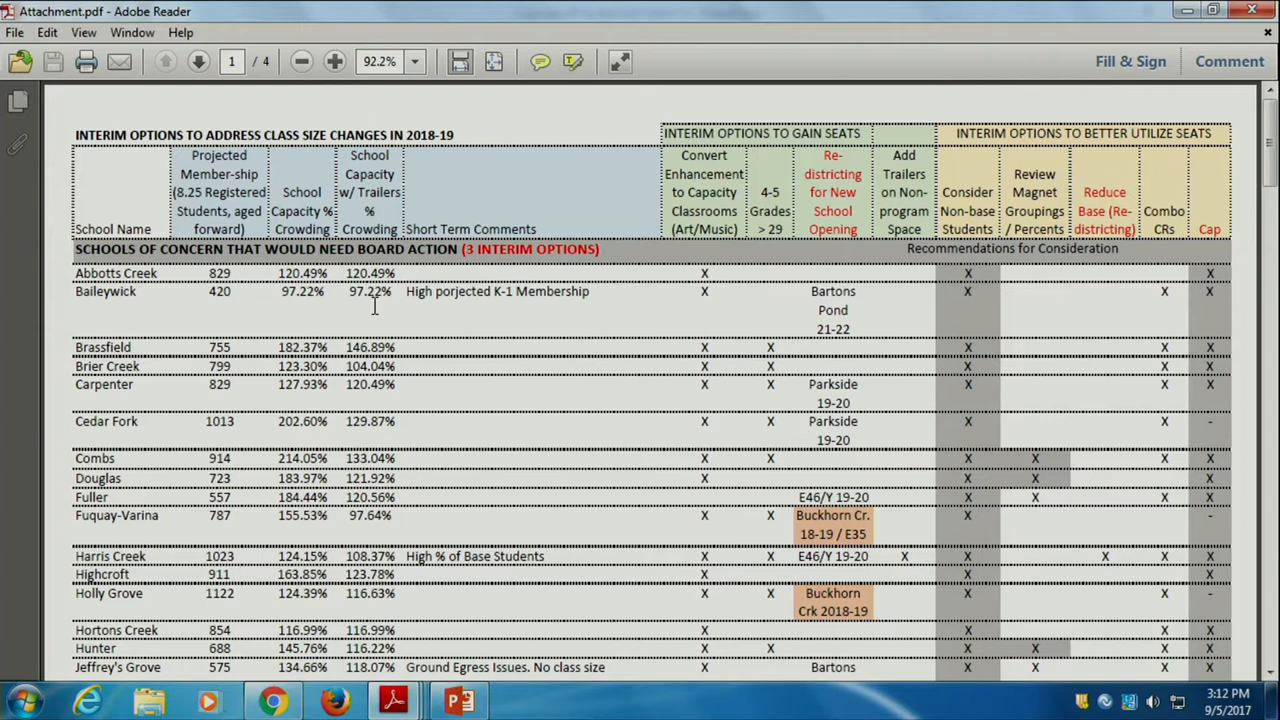 Attachment.pdf - Adobe Reader
File Edit View Window Help
1 / 4 92.2% Fill & Sign Comment
INTERIM OPTIONS TO ADDRESS CLASS SIZE CHANGES IN 2018-19 INTERIM OPTIONS TO GAIN SEATS INTERIM OPTIONS TO BETTER UTILIZE SEATS
School Name
Projected
Member-ship
(8.25 Registered
Students, aged
forward)
School
Capacity %
Crowding
School
Capacity
w/ Trailers
%
Crowding
Short Term Comments
Convert
Enhancement
to Capacity
Classrooms
(Art/Music)
4-5
Grades
> 29
Re-
districting
for New
School
Opening
Add
Trailers
on Non-
program
Space
Consider
Non-base
Students
Review
Magnet
Groupings
/ Percents
Reduce
Base (Re-
districting)
Combo
CRs
Cap
SCHOOLS OF CONCERN THAT WOULD NEED BOARD ACTION (3 INTERIM OPTIONS) Recommendations for Consideration
Abbotts Creek 829 120.49% 120.49% X X X
Baileywick 420 97.22% 97.22% High porjected K-1 Membership X Bartons X X X
Pond
21-22
Brassfield 755 182.37% 146.89% X X X X X
Brier Creek 799 123.30% 104.04% X X X X X
Carpenter 829 127.93% 120.49% X X Parkside X X X
19-20
Cedar Fork 1013 202.60% 129.87% X X Parkside X X -
19-20
Combs 914 214.05% 133.04% X X X X X X
Douglas 723 183.97% 121.92% X X X X
Fuller 557 184.44% 120.56% X X E46/Y 19-20 X X X X
Fuquay-Varina 787 155.53% 97.64% X X Buckhorn Cr. X -
18-19 / E35
Harris Creek 1023 124.15% 108.37% High % of Base Students X X E46/Y 19-20 X X X X X
Highcroft 911 163.85% 123.78% X X X
Holly Grove 1122 124.39% 116.63% X X Buckhorn X X -
Crk 2018-19
Hortons Creek 854 116.99% 116.99% X X X X
Hunter 688 145.76% 116.22% X X X X X X
Jeffrey's Grove 575 134.66% 118.07% Ground Egress Issues. No class size X Bartons X X X X
3:12 PM
9/5/2017